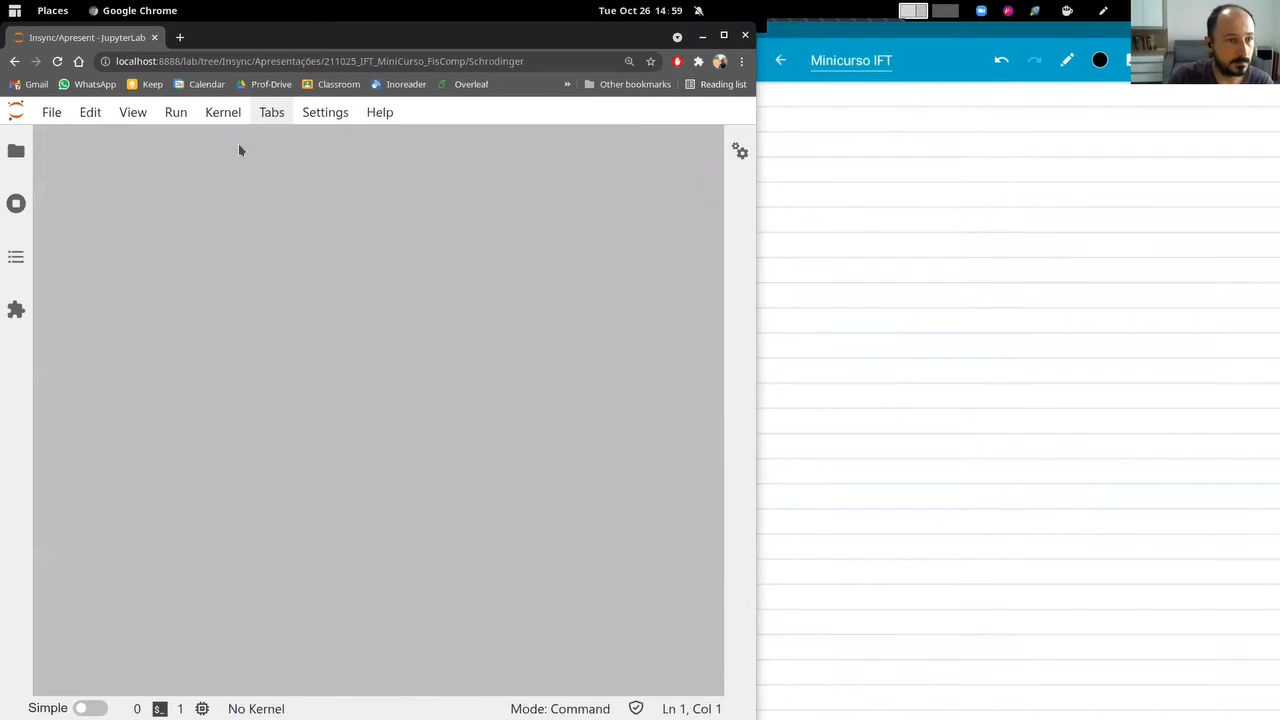 Places
Google Chrome
Tue Oct 26 14:59
Insync/Apresent - JupyterLab
localhost:8888/lab/tree/Insync/Apresentações/211025_IFT_MiniCurso_FisComp/Schrodinger
Gmail
WhatsApp
Keep
Calendar
Prof-Drive
Classroom
Inoreader
Overleaf
»
Other bookmarks
Reading list
File
Edit
View
Run
Kernel
Tabs
Settings
Help
Minicurso IFT
Simple
0
$_
1
No Kernel
Mode: Command
Ln 1, Col 1